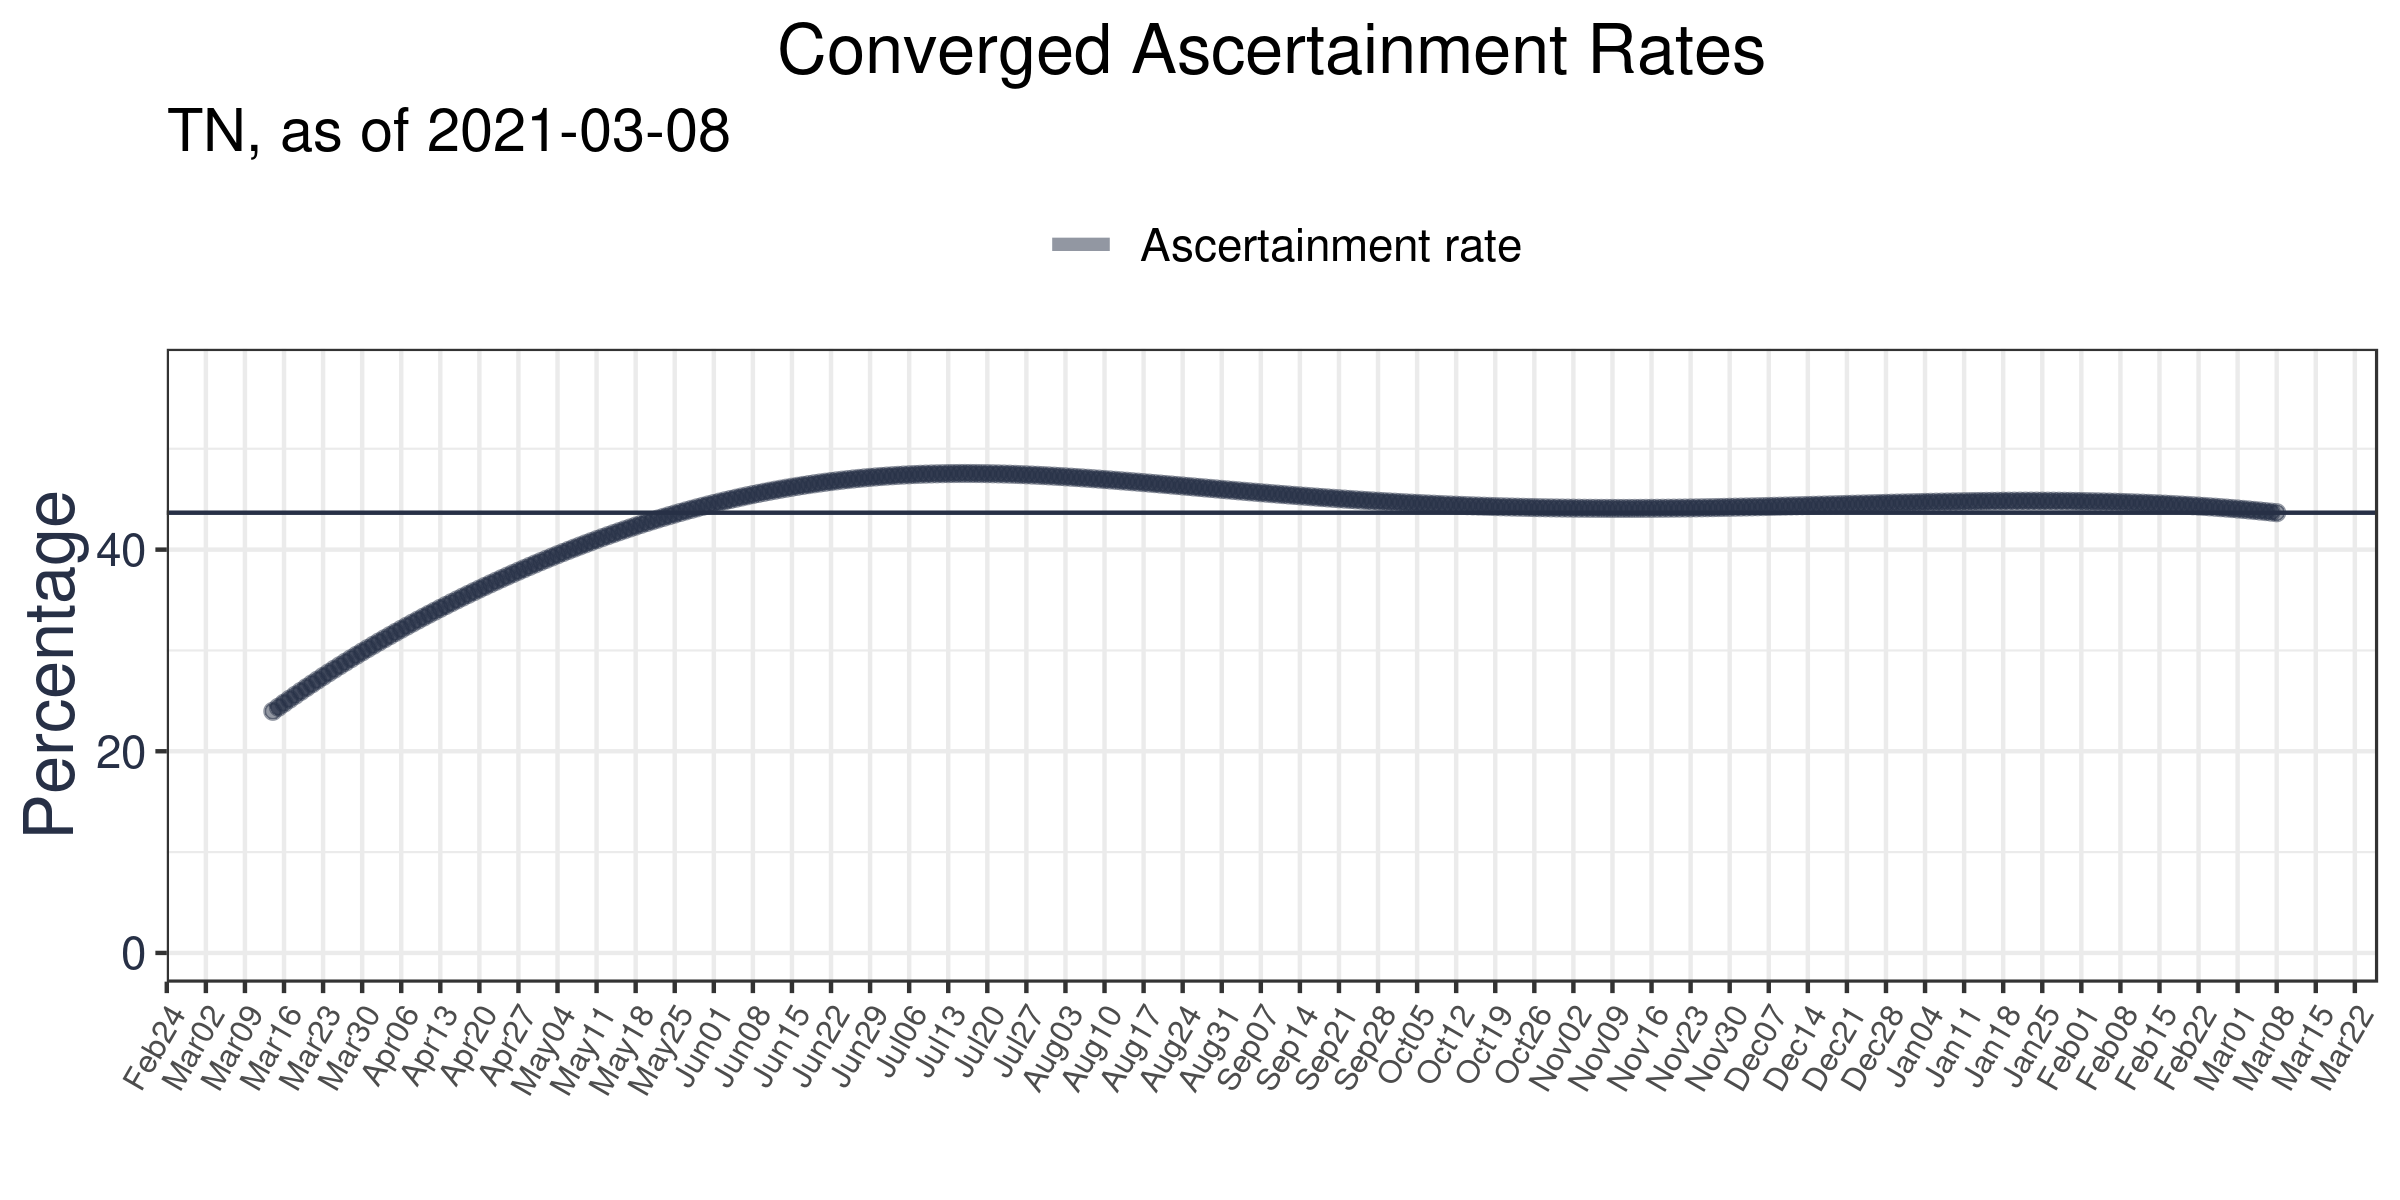 Converged Ascertainment Rates
TN, as of 2021-03-08
Ascertainment rate
Percentage
40
20
0
Feb24
Mar02
Mar09
Mar16
Mar23
Mar30
Apr06
Apr13
Apr20
Apr27
May04
May11
May18
May25
Jun01
Jun08
Jun15
Jun22
Jun29
Jul06
Jul13
Jul20
Jul27
Aug03
Aug10
Aug17
Aug24
Aug31
Sep07
Sep14
Sep21
Sep28
Oct05
Oct12
Oct19
Oct26
Nov02
Nov09
Nov16
Nov23
Nov30
Dec07
Dec14
Dec21
Dec28
Jan04
Jan11
Jan18
Jan25
Feb01
Feb08
Feb15
Feb22
Mar01
Mar08
Mar15
Mar22